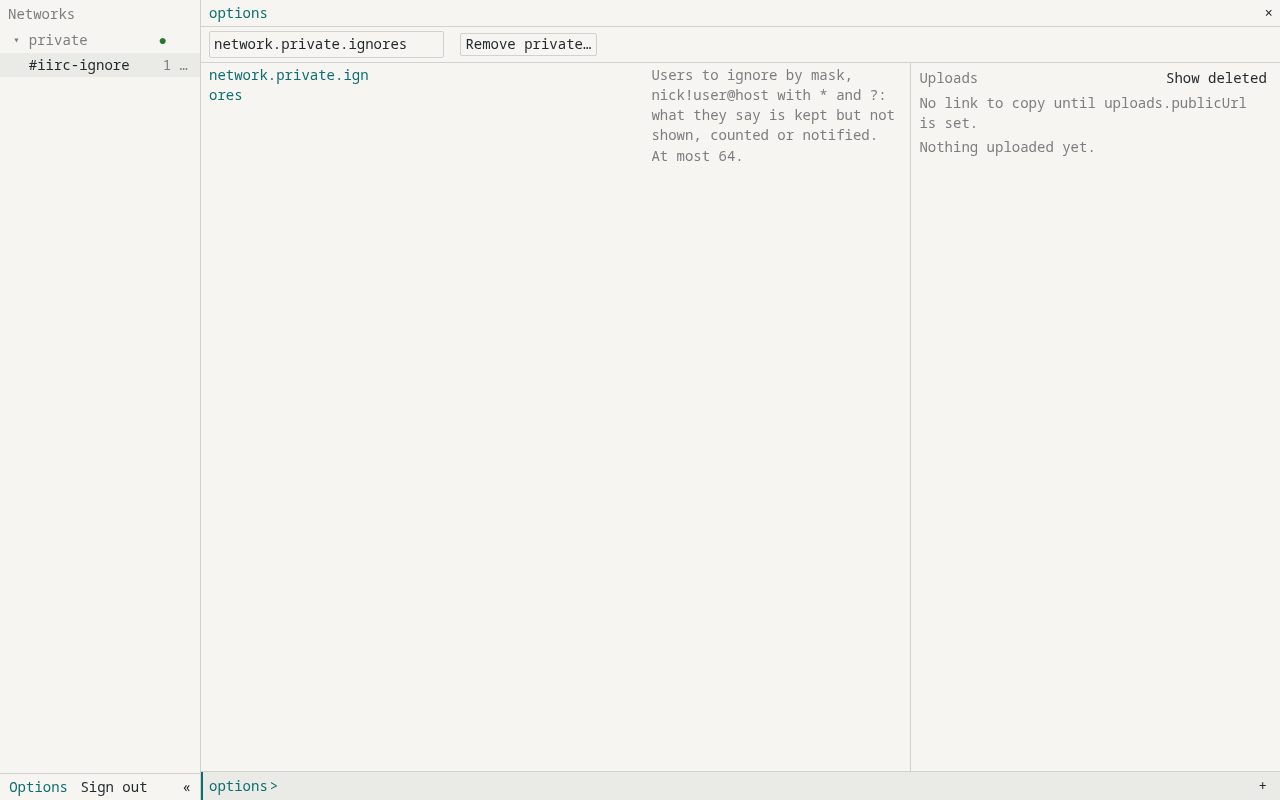 Networks
▾ private ●
#iirc-ignore 1 …
Options Sign out «
options ×
network.private.ignores Remove private…
network.private.ign
ores
Users to ignore by mask,
nick!user@host with * and ?:
what they say is kept but not
shown, counted or notified.
At most 64.
Uploads Show deleted
No link to copy until uploads.publicUrl
is set.
Nothing uploaded yet.
options> +